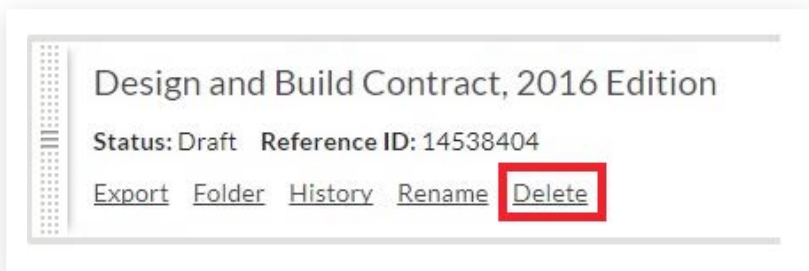 Design and Build Contract, 2016 Edition
Status: Draft Reference ID: 14538404
Export Folder History Rename Delete